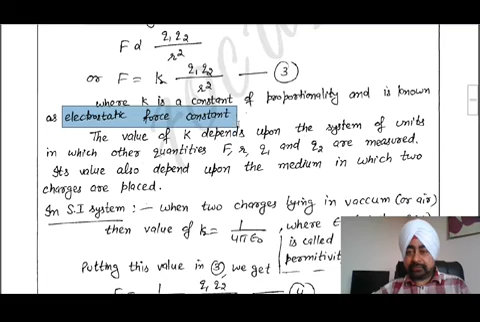 F α q₁q₂/r²
or F = K q₁q₂/r² — (3)
where K is a constant of proportionality and is known
as electrostatic force constant
The value of K depends upon the system of units
in which other quantities F, r, q₁ and q₂ are measured.
Its value also depend upon the medium in which two
charges are placed.
In S.I system :- when two charges lying in vaccum (or air)
then value of K = 1/4πε₀, where
is called
permitivit
Putting this value in (3), we get
q₁q₂